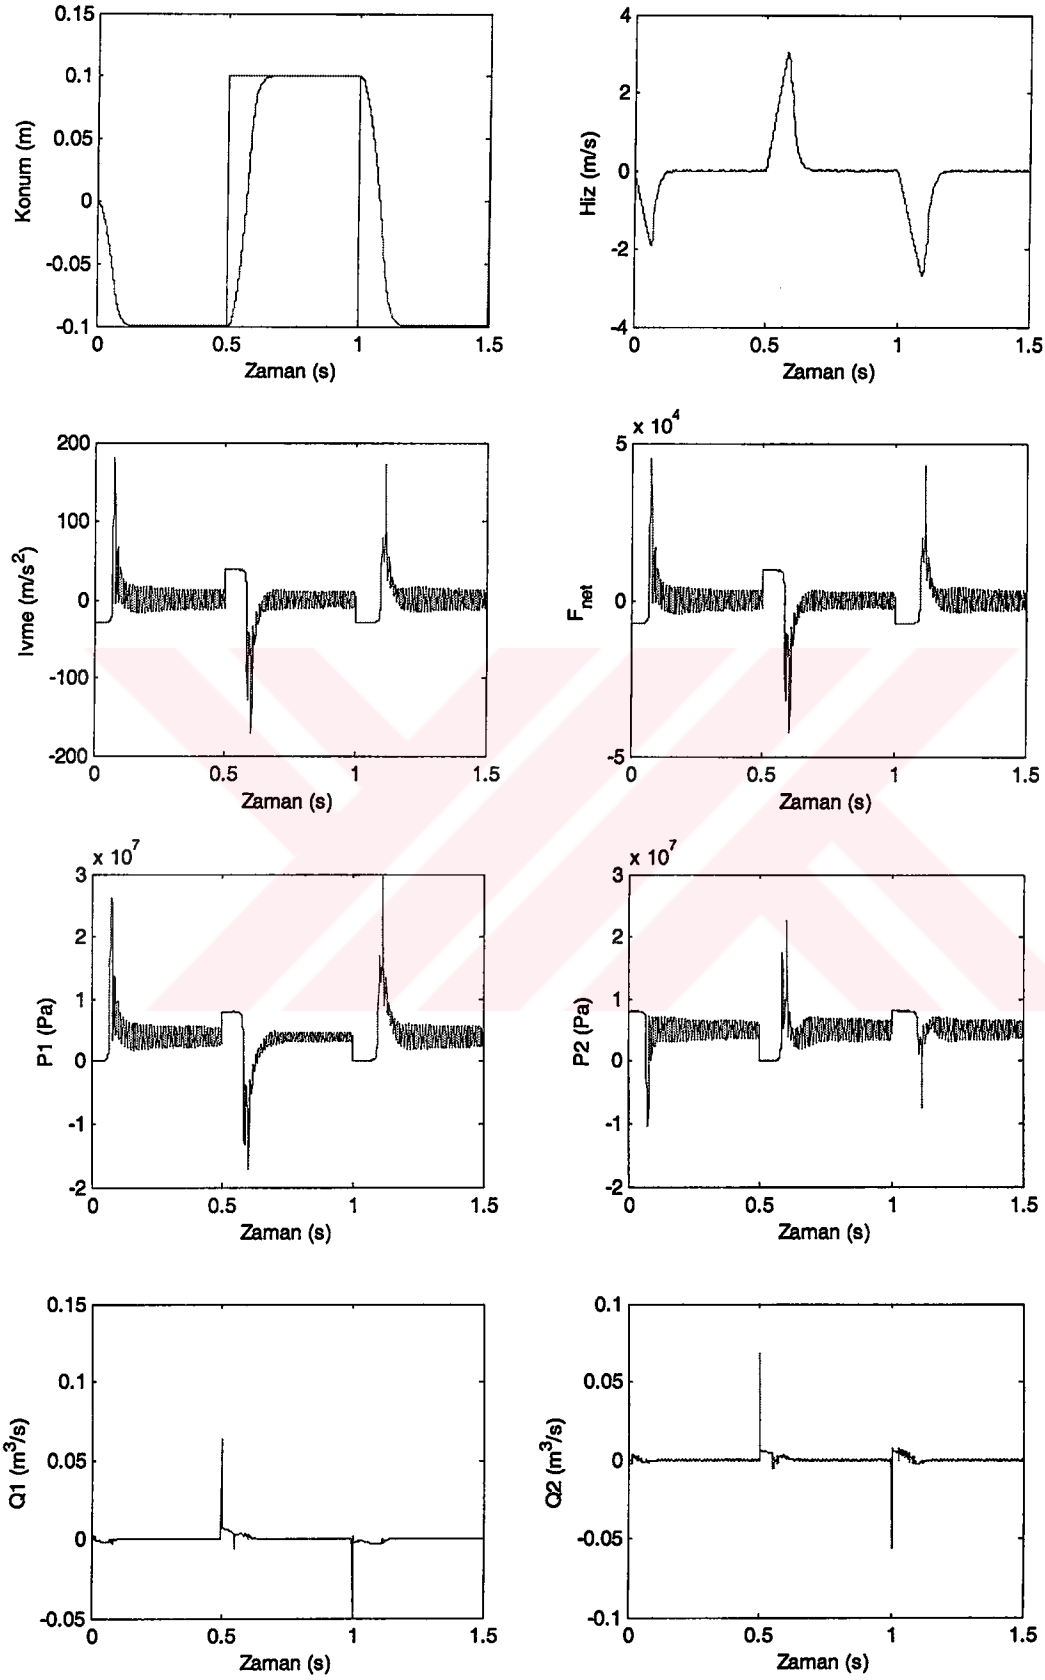 0.15
0.1
0.05
0
-0.05
-0.1
Konum (m)
0 0.5 1 1.5
Zaman (s)
4
2
0
-2
-4
Hiz (m/s)
0 0.5 1 1.5
Zaman (s)
200
100
0
-100
-200
Ivme (m/s²)
0 0.5 1 1.5
Zaman (s)
x 10⁴
5
0
-5
Fnet
0 0.5 1 1.5
Zaman (s)
x 10⁷
3
2
1
0
-1
-2
P1 (Pa)
0 0.5 1 1.5
Zaman (s)
x 10⁷
3
2
1
0
-1
-2
P2 (Pa)
0 0.5 1 1.5
Zaman (s)
0.15
0.1
0.05
0
-0.05
Q1 (m³/s)
0 0.5 1 1.5
Zaman (s)
0.1
0.05
0
-0.05
-0.1
Q2 (m³/s)
0 0.5 1 1.5
Zaman (s)